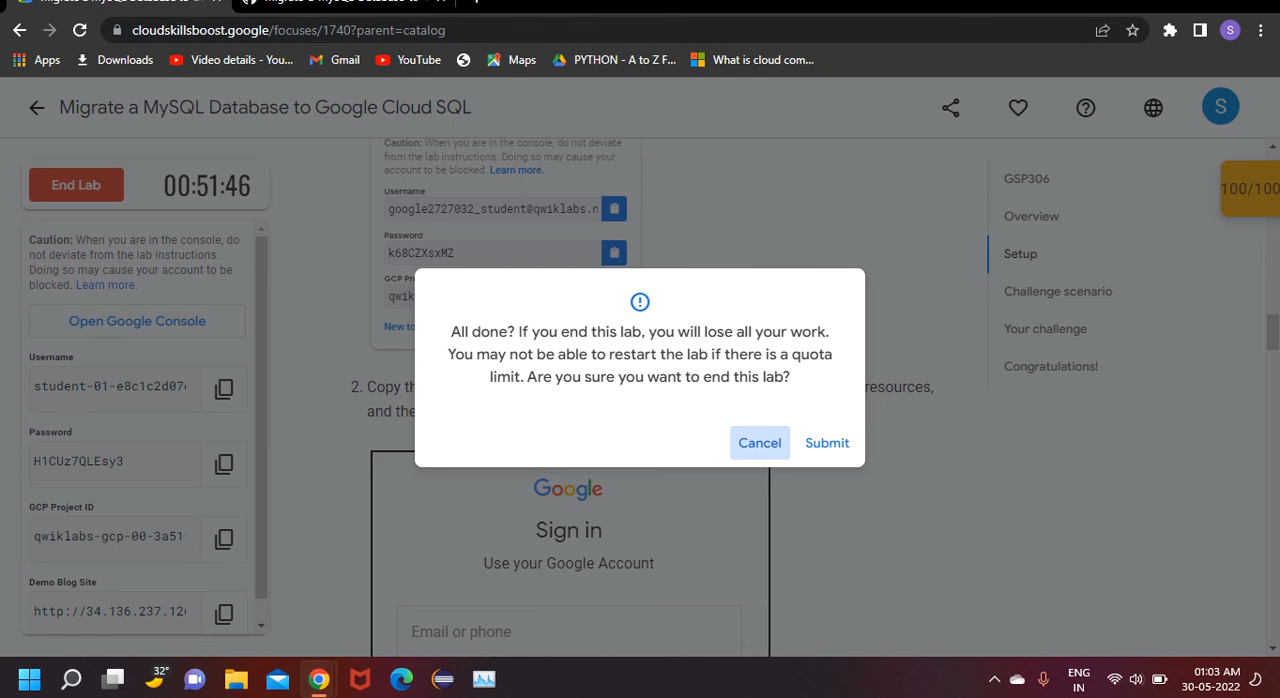 cloudskillsboost.google/focuses/1740?parent=catalog
S
Apps Downloads Video details - You... Gmail YouTube Maps PYTHON - A to Z F... What is cloud com...
Migrate a MySQL Database to Google Cloud SQL
S
End Lab 00:51:46
Caution: When you are in the console, do
not deviate from the lab instructions.
Doing so may cause your account to be
blocked. Learn more.
Open Google Console
Username
student-01-e8c1c2d07
Password
H1CUz7QLEsy3
GCP Project ID
qwiklabs-gcp-00-3a51
Demo Blog Site
http://34.136.237.12
Caution: When you are in the console, do not deviate
from the lab instructions. Doing so may cause your
account to be blocked. Learn more.
Username
google2727032_student@qwiklabs.n
Password
k68CZXsxMZ
GCP Pr
qwik
New to
2. Copy th
resources,
and the
All done? If you end this lab, you will lose all your work.
You may not be able to restart the lab if there is a quota
limit. Are you sure you want to end this lab?
Cancel Submit
Google
Sign in
Use your Google Account
Email or phone
100/100
GSP306
Overview
Setup
Challenge scenario
Your challenge
Congratulations!
32°
ENG
IN
01:03 AM
30-05-2022